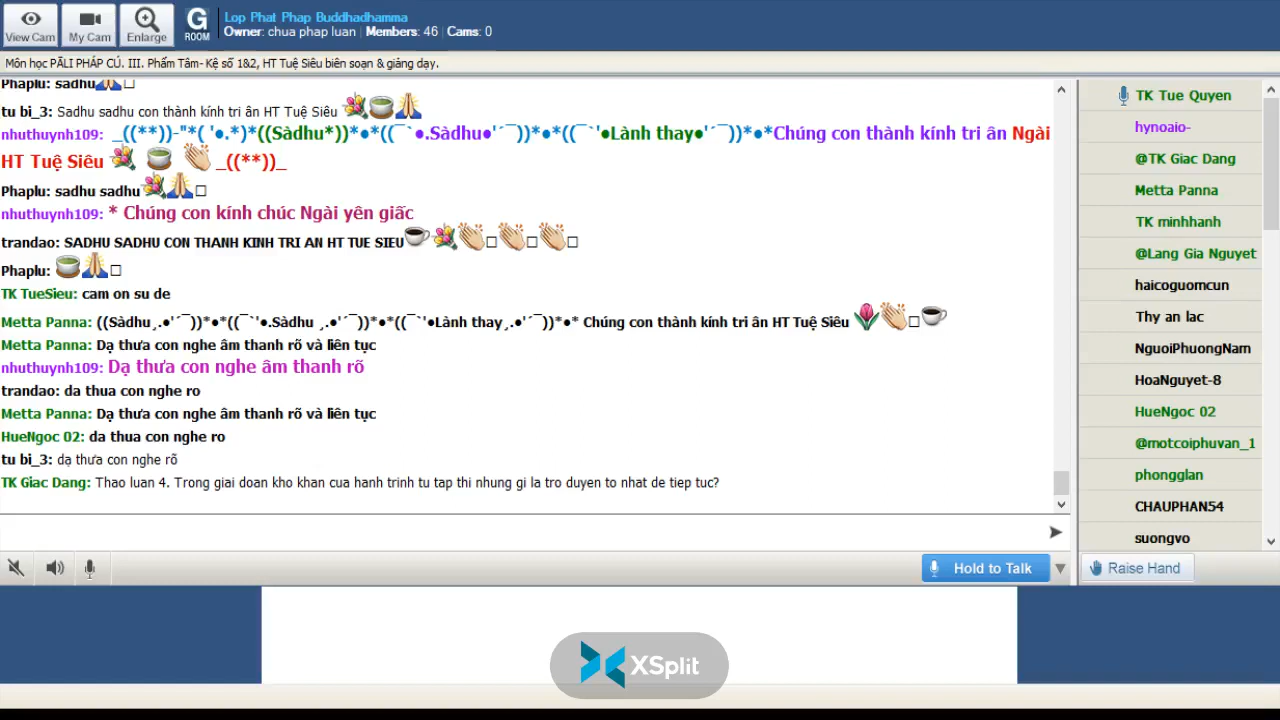 View Cam
My Cam
Enlarge
G
ROOM
Lop Phat Phap Buddhadhamma
Owner: chua phap luan | Members: 46 | Cams: 0
Môn học PĀLI PHÁP CÚ. III. Phẩm Tâm- Kệ số 1&2, HT Tuệ Siêu biên soạn & giảng dạy.
Phaplu: sadhu
tu bi_3: Sadhu sadhu con thành kính tri ân HT Tuệ Siêu
nhuthuynh109: _((**))-"*( '●.*)*((Sàdhu*))*●*((¯`●.Sàdhu●'´¯))*●*((¯`'●Lành thay●'´¯))*●*Chúng con thành kính tri ân Ngài
HT Tuệ Siêu _((**))_
Phaplu: sadhu sadhu
nhuthuynh109: * Chúng con kính chúc Ngài yên giấc
trandao: SADHU SADHU CON THANH KINH TRI AN HT TUE SIEU
Phaplu:
TK TueSieu: cam on su de
Metta Panna: ((Sàdhu¸.●'´¯))*●*((¯`'●.Sàdhu ¸.●'´¯))*●*((¯`'●Lành thay¸.●'´¯))*●* Chúng con thành kính tri ân HT Tuệ Siêu
Metta Panna: Dạ thưa con nghe âm thanh rõ và liên tục
nhuthuynh109: Dạ thưa con nghe âm thanh rõ
trandao: da thua con nghe ro
Metta Panna: Dạ thưa con nghe âm thanh rõ và liên tục
HueNgoc 02: da thua con nghe ro
tu bi_3: dạ thưa con nghe rõ
TK Giac Dang: Thao luan 4. Trong giai doan kho khan cua hanh trinh tu tap thi nhung gi la tro duyen to nhat de tiep tuc?
TK Tue Quyen
hynoaio-
@TK Giac Dang
Metta Panna
TK minhhanh
@Lang Gia Nguyet
haicoguomcun
Thy an lac
NguoiPhuongNam
HoaNguyet-8
HueNgoc 02
@motcoiphuvan_1
phongglan
CHAUPHAN54
suongvo
Hold to Talk
Raise Hand
XSplit